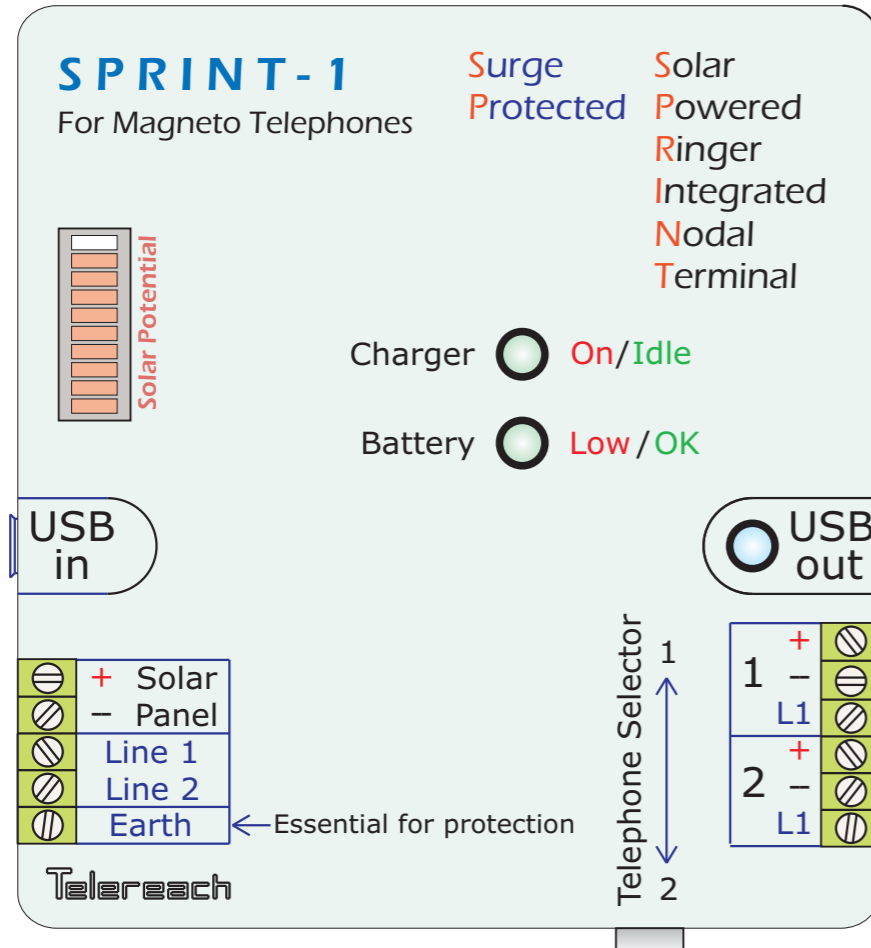 SPRINT-1
For Magneto Telephones
Surge
Protected
Solar
Powered
Ringer
Integrated
Nodal
Terminal
Solar Potential
Charger On/Idle
Battery Low/OK
USB
in
USB
out
+ Solar
– Panel
Line 1
Line 2
Earth
Essential for protection
Telereach
Telephone Selector
1
2
1
+
–
L1
2
+
–
L1